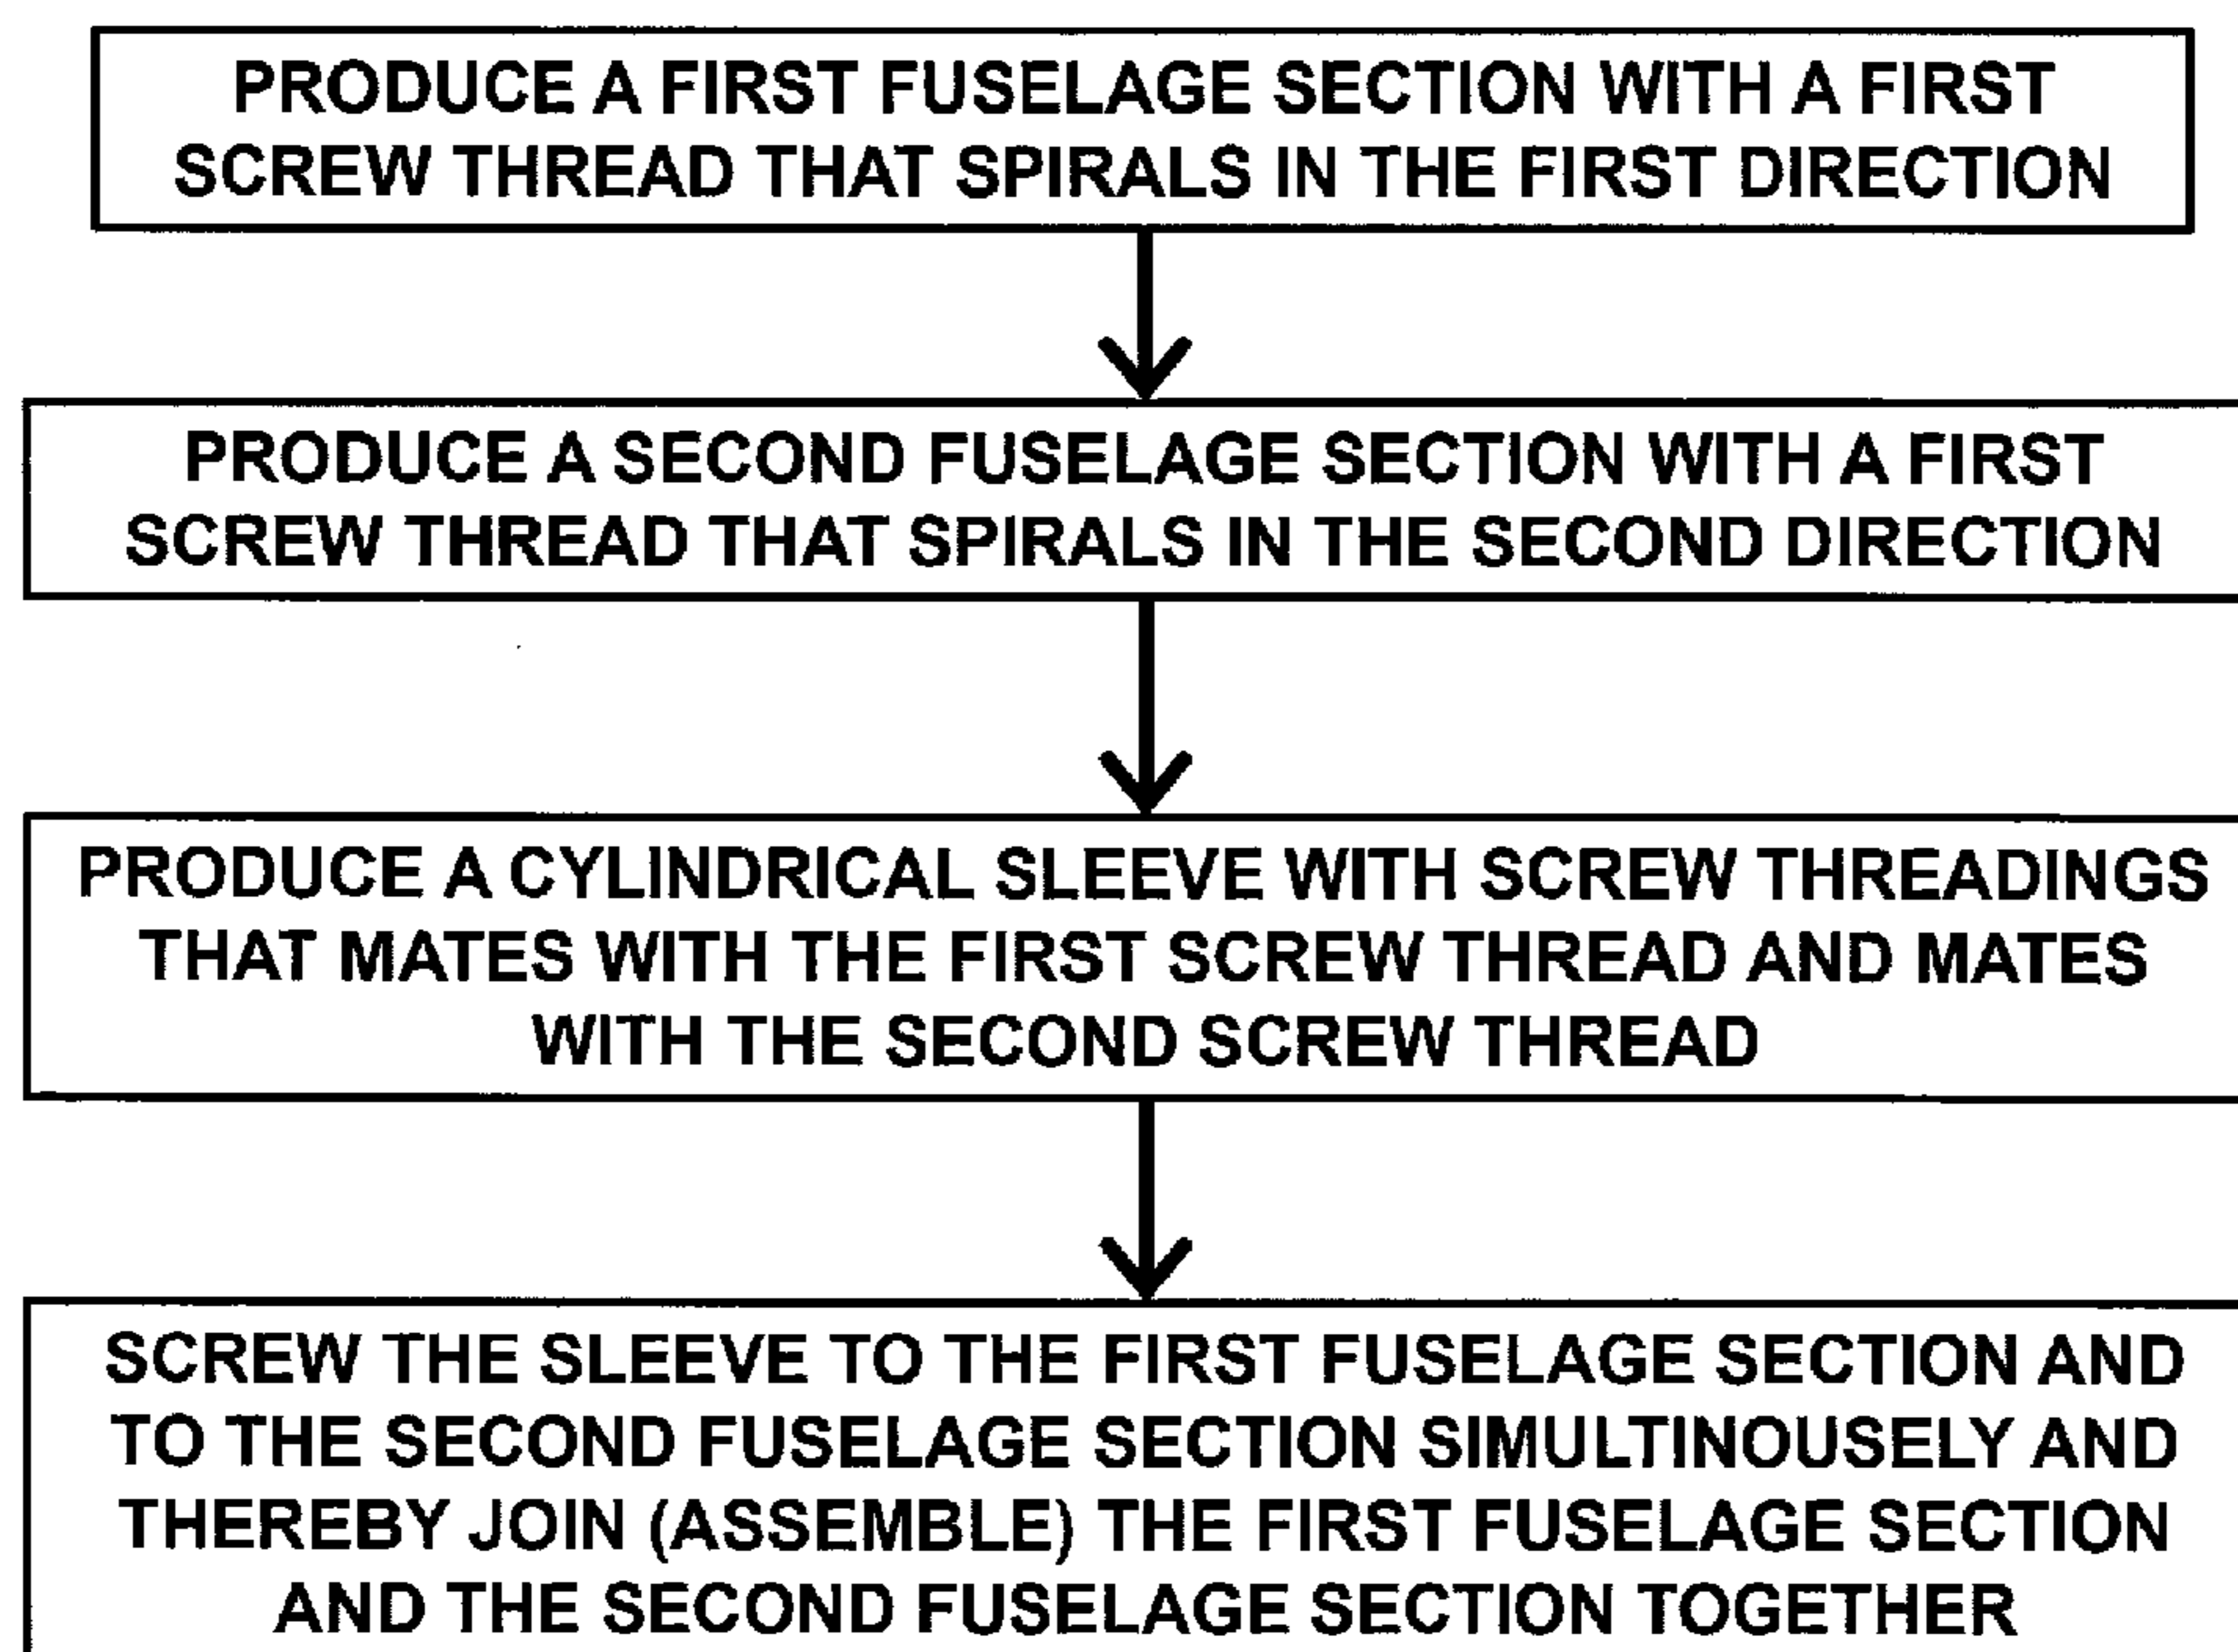 PRODUCE A FIRST FUSELAGE SECTION WITH A FIRST
SCREW THREAD THAT SPIRALS IN THE FIRST DIRECTION
PRODUCE A SECOND FUSELAGE SECTION WITH A FIRST
SCREW THREAD THAT SPIRALS IN THE SECOND DIRECTION
PRODUCE A CYLINDRICAL SLEEVE WITH SCREW THREADINGS
THAT MATES WITH THE FIRST SCREW THREAD AND MATES
WITH THE SECOND SCREW THREAD
SCREW THE SLEEVE TO THE FIRST FUSELAGE SECTION AND
TO THE SECOND FUSELAGE SECTION SIMULTINOUSELY AND
THEREBY JOIN (ASSEMBLE) THE FIRST FUSELAGE SECTION
AND THE SECOND FUSELAGE SECTION TOGETHER